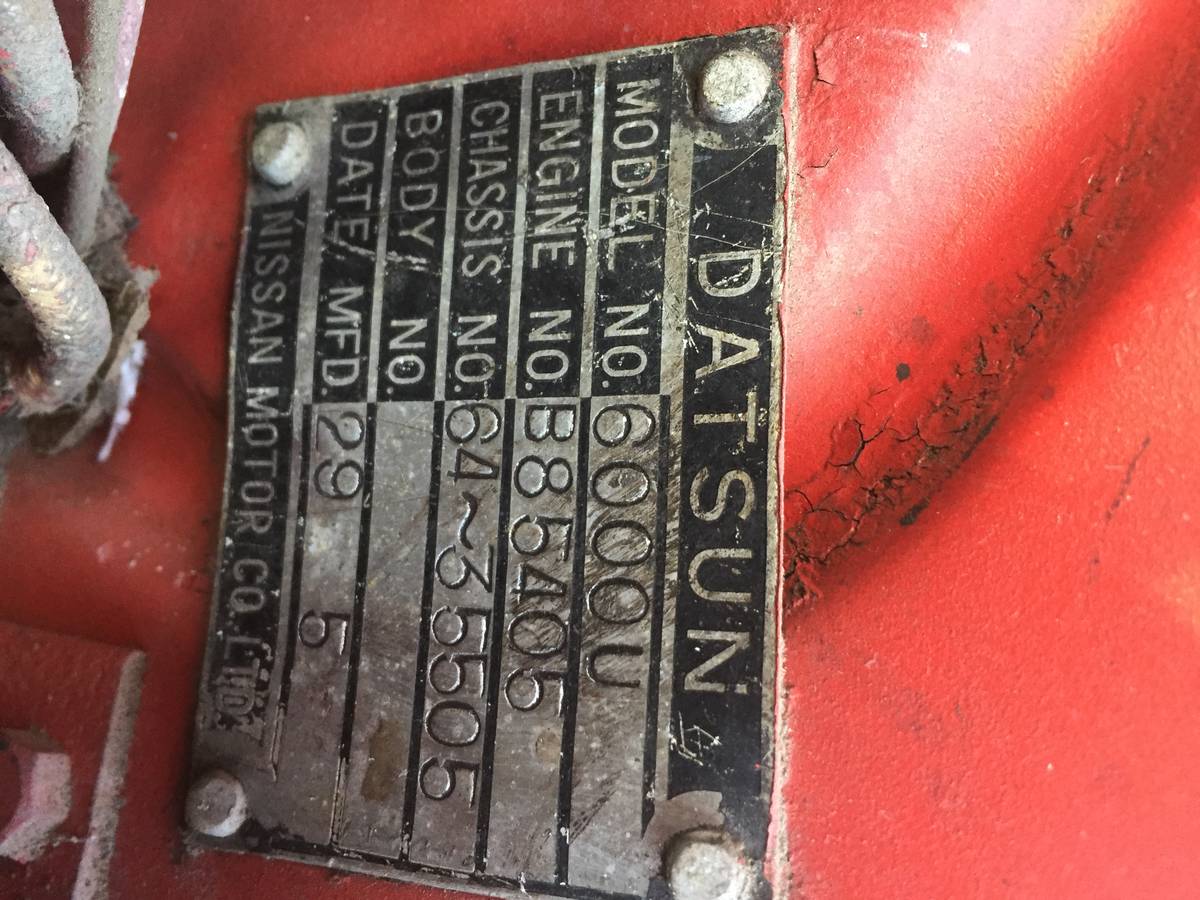 DATSUN
MODEL NO. 6000U
ENGINE NO. B85405
CHASSIS NO. 64~35505
BODY NO.
DATE/MFD. 29 5
NISSAN MOTOR CO. LTD.